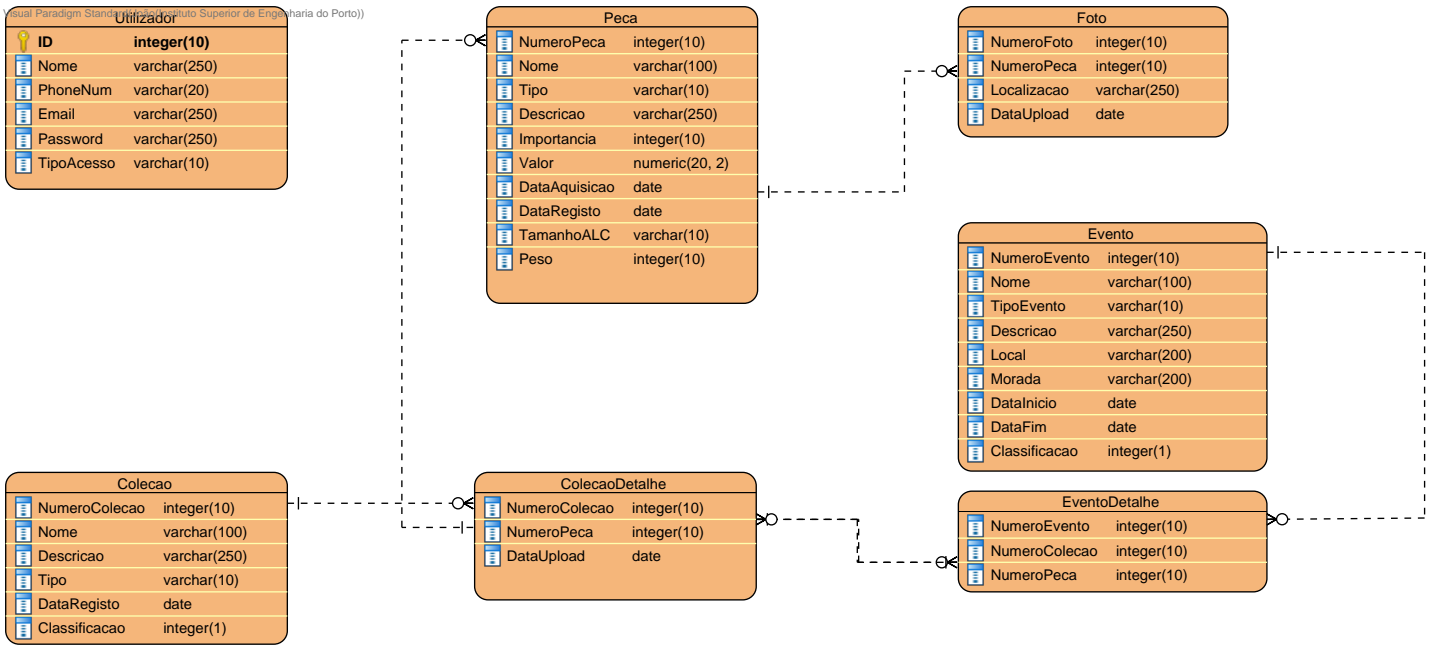 Visual Paradigm Standard(João(Instituto Superior de Engenharia do Porto))
Utilizador
ID integer(10)
Nome varchar(250)
PhoneNum varchar(20)
Email varchar(250)
Password varchar(250)
TipoAcesso varchar(10)
Peca
NumeroPeca integer(10)
Nome varchar(100)
Tipo varchar(10)
Descricao varchar(250)
Importancia integer(10)
Valor numeric(20, 2)
DataAquisicao date
DataRegisto date
TamanhoALC varchar(10)
Peso integer(10)
Foto
NumeroFoto integer(10)
NumeroPeca integer(10)
Localizacao varchar(250)
DataUpload date
Evento
NumeroEvento integer(10)
Nome varchar(100)
TipoEvento varchar(10)
Descricao varchar(250)
Local varchar(200)
Morada varchar(200)
DataInicio date
DataFim date
Classificacao integer(1)
Colecao
NumeroColecao integer(10)
Nome varchar(100)
Descricao varchar(250)
Tipo varchar(10)
DataRegisto date
Classificacao integer(1)
ColecaoDetalhe
NumeroColecao integer(10)
NumeroPeca integer(10)
DataUpload date
EventoDetalhe
NumeroEvento integer(10)
NumeroColecao integer(10)
NumeroPeca integer(10)